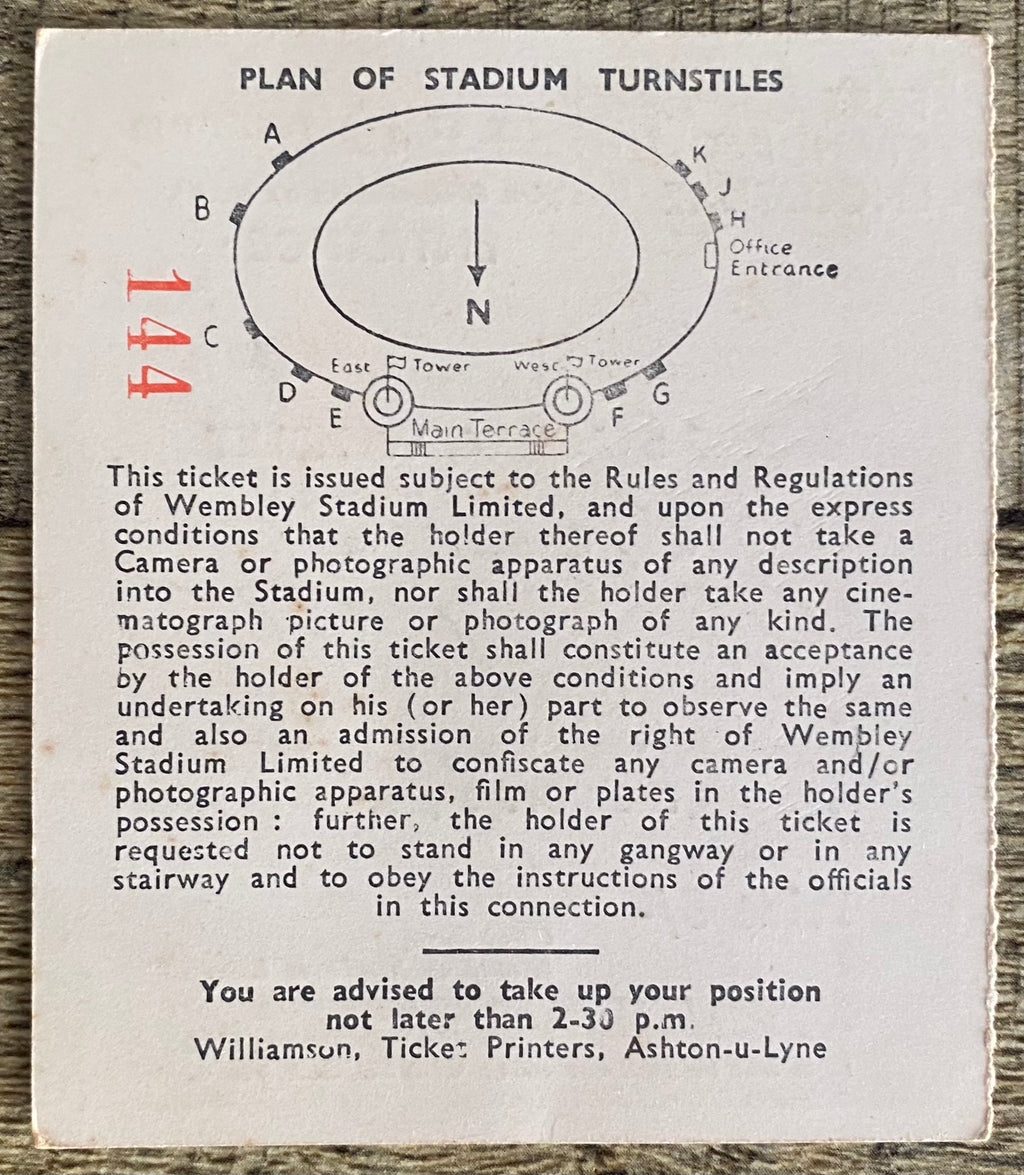 PLAN OF STADIUM TURNSTILES
A
K
J
B
H
Office
Entrance
144
N
C
East Tower West Tower
D
G
E
F
Main Terrace
This ticket is issued subject to the Rules and Regulations
of Wembley Stadium Limited, and upon the express
conditions that the holder thereof shall not take a
Camera or photographic apparatus of any description
into the Stadium, nor shall the holder take any cine-
matograph picture or photograph of any kind. The
possession of this ticket shall constitute an acceptance
by the holder of the above conditions and imply an
undertaking on his (or her) part to observe the same
and also an admission of the right of Wembley
Stadium Limited to confiscate any camera and/or
photographic apparatus, film or plates in the holder's
possession : further, the holder of this ticket is
requested not to stand in any gangway or in any
stairway and to obey the instructions of the officials
in this connection.
You are advised to take up your position
not later than 2-30 p.m.
Williamson, Ticket Printers, Ashton-u-Lyne